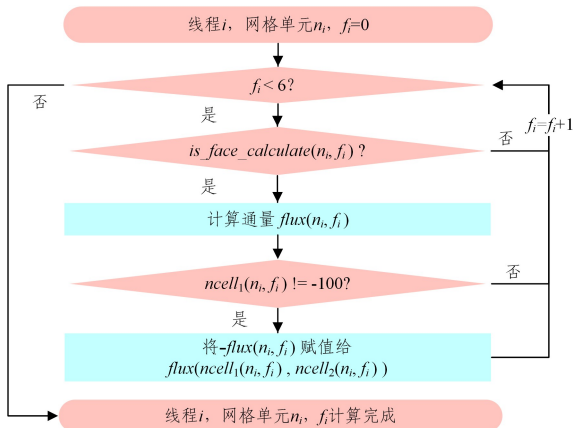 线程i，网格单元nᵢ，fᵢ=0
fᵢ < 6?
否
是
fᵢ=fᵢ+1
is_face_calculate(nᵢ, fᵢ) ?
否
是
计算通量 flux(nᵢ, fᵢ)
ncell₁(nᵢ, fᵢ) != -100?
否
是
将-flux(nᵢ, fᵢ) 赋值给
flux(ncell₁(nᵢ, fᵢ) , ncell₂(nᵢ, fᵢ) )
线程i，网格单元nᵢ，fᵢ计算完成